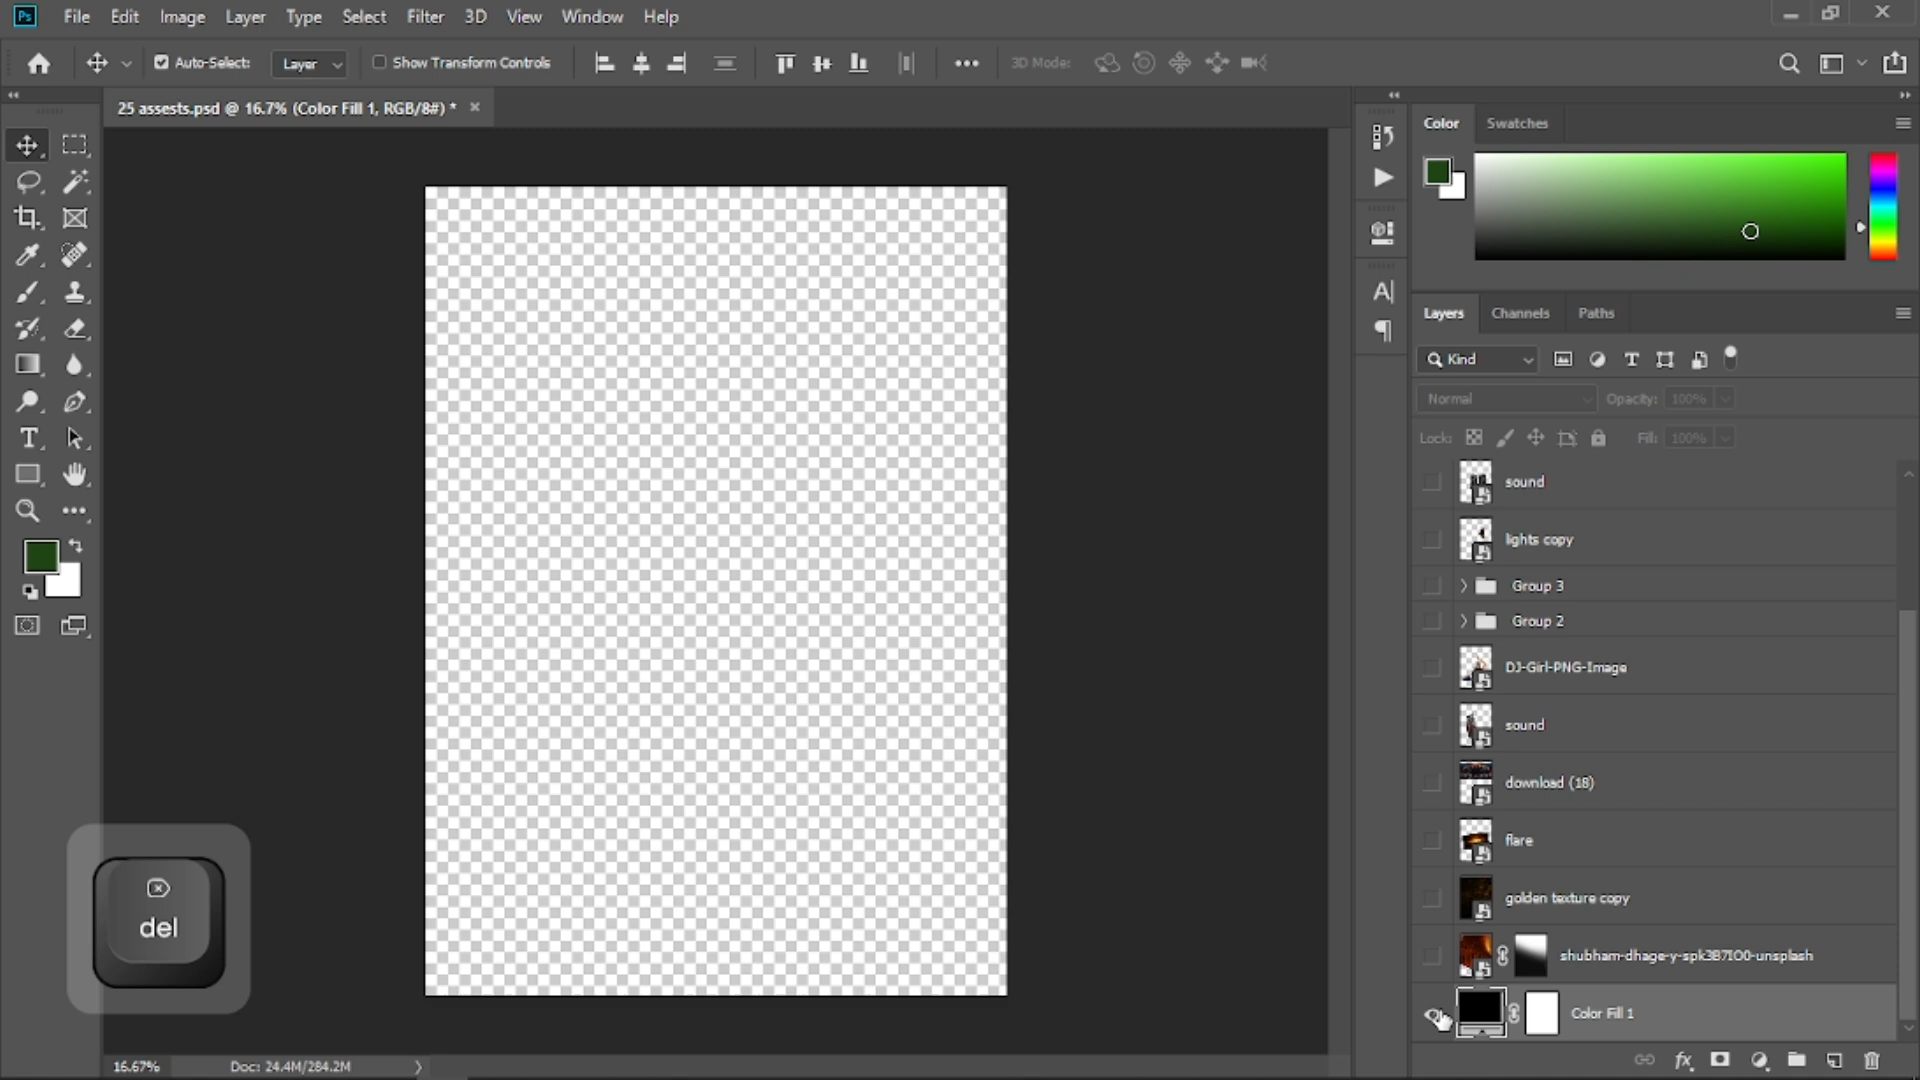 Ps File Edit Image Layer Type Select Filter 3D View Window Help
Auto-Select: Layer Show Transform Controls 3D Mode:
25 assests.psd @ 16.7% (Color Fill 1, RGB/8#) *
Color Swatches
A
Layers Channels Paths
Kind T
Normal Opacity: 100%
Lock: Fill: 100%
sound
lights copy
Group 3
Group 2
DJ-Girl-PNG-Image
sound
download (18)
flare
golden texture copy
shubham-dhage-y-spk3B7100-unsplash
Color Fill 1
T
del
16.67% Doc: 24.4M/284.2M
fx